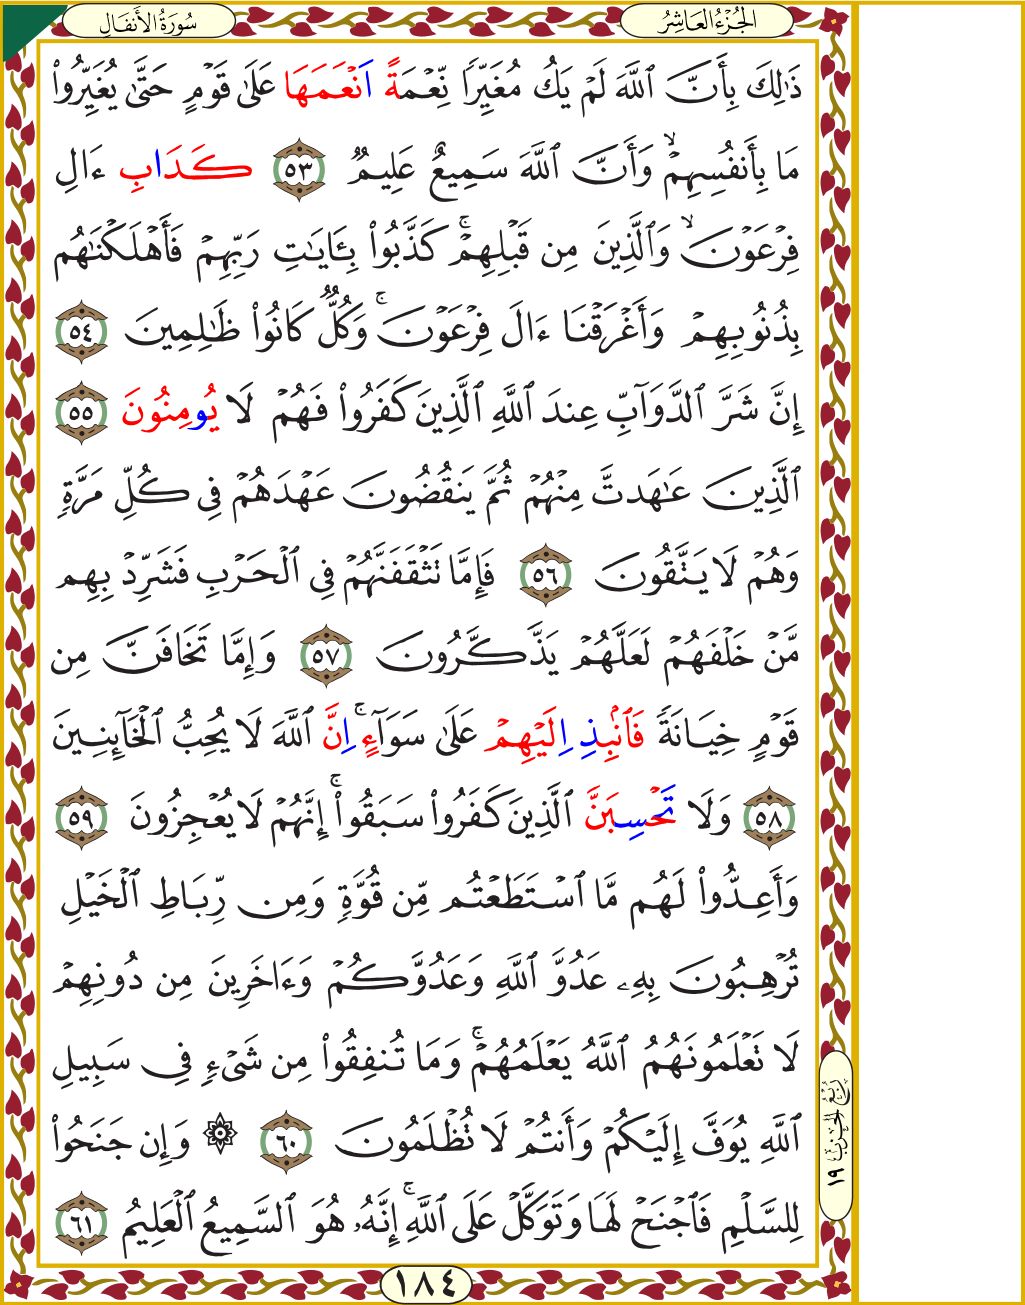 سُورَةُ الأَنفَال
الجُزْءُ العَاشِرُ
ذَٰلِكَ بِأَنَّ ٱللَّهَ لَمْ يَكُ مُغَيِّرًا نِّعْمَةً اَنْعَمَهَا عَلَىٰ قَوْمٍ حَتَّىٰ يُغَيِّرُوا۟
مَا بِأَنفُسِهِمْۙ وَأَنَّ ٱللَّهَ سَمِيعٌ عَلِيمٌ ٥٣ كَدَابِ ءَالِ
فِرْعَوْنَۙ وَٱلَّذِينَ مِن قَبْلِهِمْۚ كَذَّبُوا۟ بِـَٔايَـٰتِ رَبِّهِمْ فَأَهْلَكْنَـٰهُم
بِذُنُوبِهِمْ وَأَغْرَقْنَا ءَالَ فِرْعَوْنَۚ وَكُلٌّ كَانُوا۟ ظَـٰلِمِينَ ٥٤
إِنَّ شَرَّ ٱلدَّوَآبِّ عِندَ ٱللَّهِ ٱلَّذِينَ كَفَرُوا۟ فَهُمْ لَا يُومِنُونَ ٥٥
ٱلَّذِينَ عَـٰهَدتَّ مِنْهُمْ ثُمَّ يَنقُضُونَ عَهْدَهُمْ فِى كُلِّ مَرَّةٍ
وَهُمْ لَا يَتَّقُونَ ٥٦ فَإِمَّا تَثْقَفَنَّهُمْ فِى ٱلْحَرْبِ فَشَرِّدْ بِهِم
مَّنْ خَلْفَهُمْ لَعَلَّهُمْ يَذَّكَّرُونَ ٥٧ وَإِمَّا تَخَافَنَّ مِن
قَوْمٍ خِيَانَةً فَٱنۢبِذِ اِلَيْهِمْ عَلَىٰ سَوَآءٍۚ اِنَّ ٱللَّهَ لَا يُحِبُّ ٱلْخَآئِنِينَ
٥٨ وَلَا تَحْسِبَنَّ ٱلَّذِينَ كَفَرُوا۟ سَبَقُوٓا۟ۚ إِنَّهُمْ لَا يُعْجِزُونَ ٥٩
وَأَعِدُّوا۟ لَهُم مَّا ٱسْتَطَعْتُم مِّن قُوَّةٍ وَمِن رِّبَاطِ ٱلْخَيْلِ
تُرْهِبُونَ بِهِۦ عَدُوَّ ٱللَّهِ وَعَدُوَّكُمْ وَءَاخَرِينَ مِن دُونِهِمْ
لَا تَعْلَمُونَهُمُ ٱللَّهُ يَعْلَمُهُمْۚ وَمَا تُنفِقُوا۟ مِن شَىْءٍ فِى سَبِيلِ
ٱللَّهِ يُوَفَّ إِلَيْكُمْ وَأَنتُمْ لَا تُظْلَمُونَ ٦٠ ۞ وَإِن جَنَحُوا۟
لِلسَّلْمِ فَٱجْنَحْ لَهَا وَتَوَكَّلْ عَلَى ٱللَّهِۚ إِنَّهُۥ هُوَ ٱلسَّمِيعُ ٱلْعَلِيمُ ٦١
رُبْعُ الحِزْبِ ١٩
١٨٤